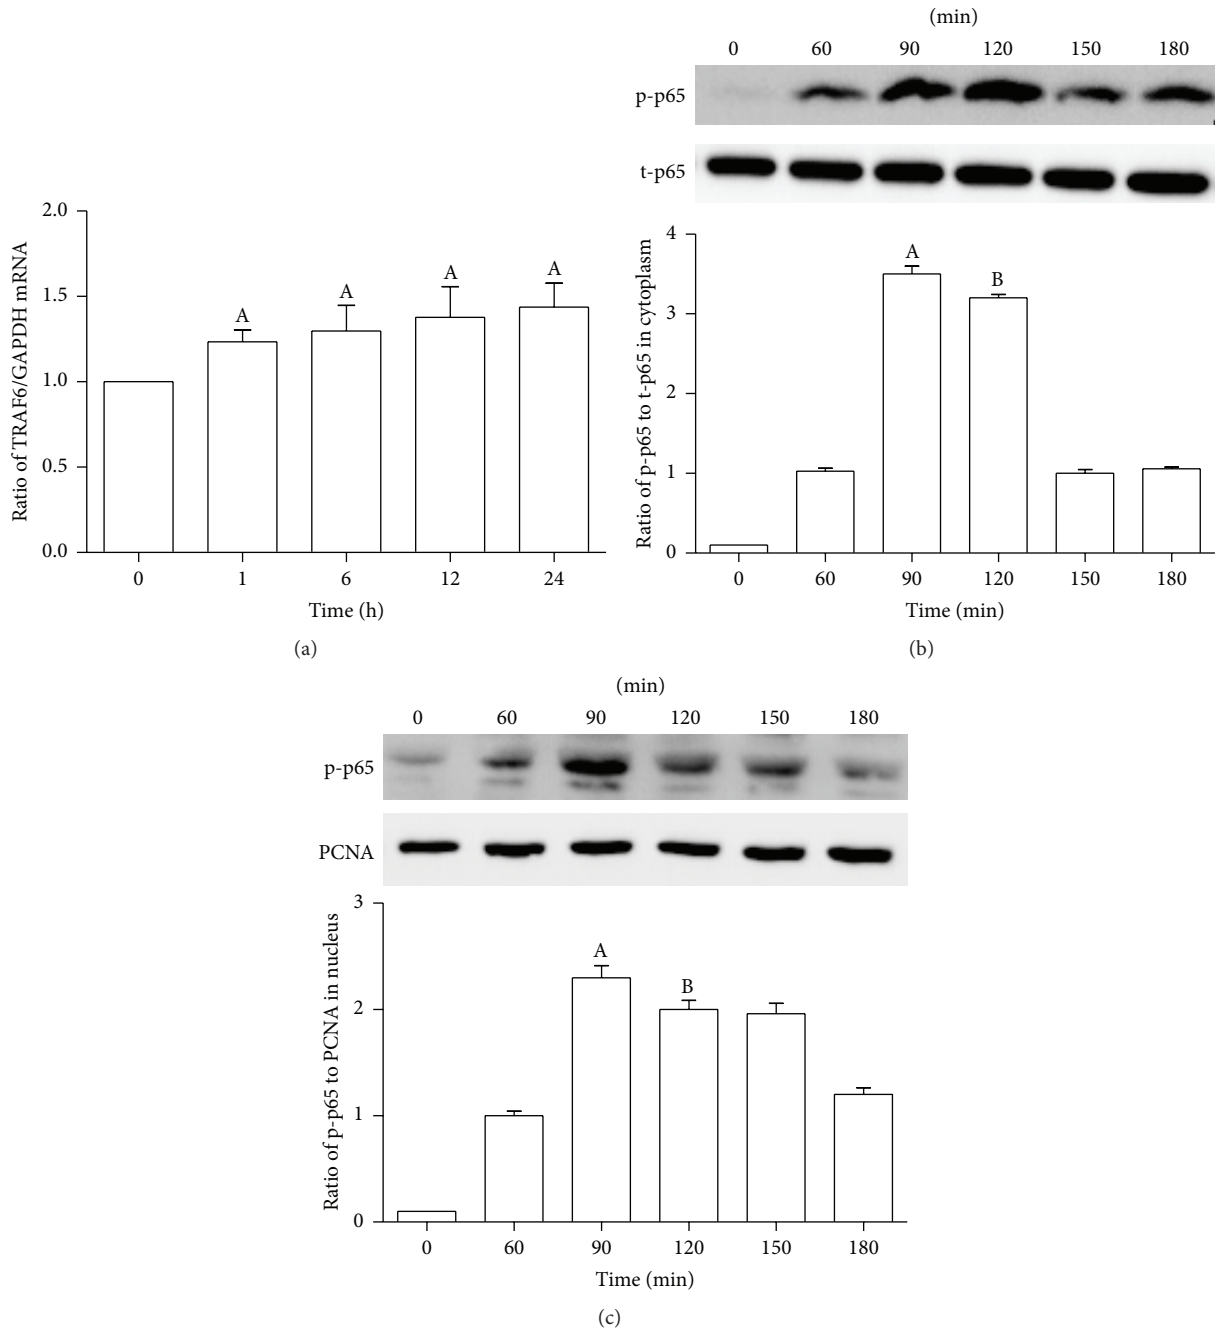 2.0
1.5
1.0
0.5
0.0
Ratio of TRAF6/GAPDH mRNA
A
A
A
A
0 1 6 12 24
Time (h)
(a)
(min)
0 60 90 120 150 180
p-p65
t-p65
4
3
2
1
0
Ratio of p-p65 to t-p65 in cytoplasm
A
B
0 60 90 120 150 180
Time (min)
(b)
(min)
0 60 90 120 150 180
p-p65
PCNA
3
2
1
0
Ratio of p-p65 to PCNA in nucleus
A
B
0 60 90 120 150 180
Time (min)
(c)